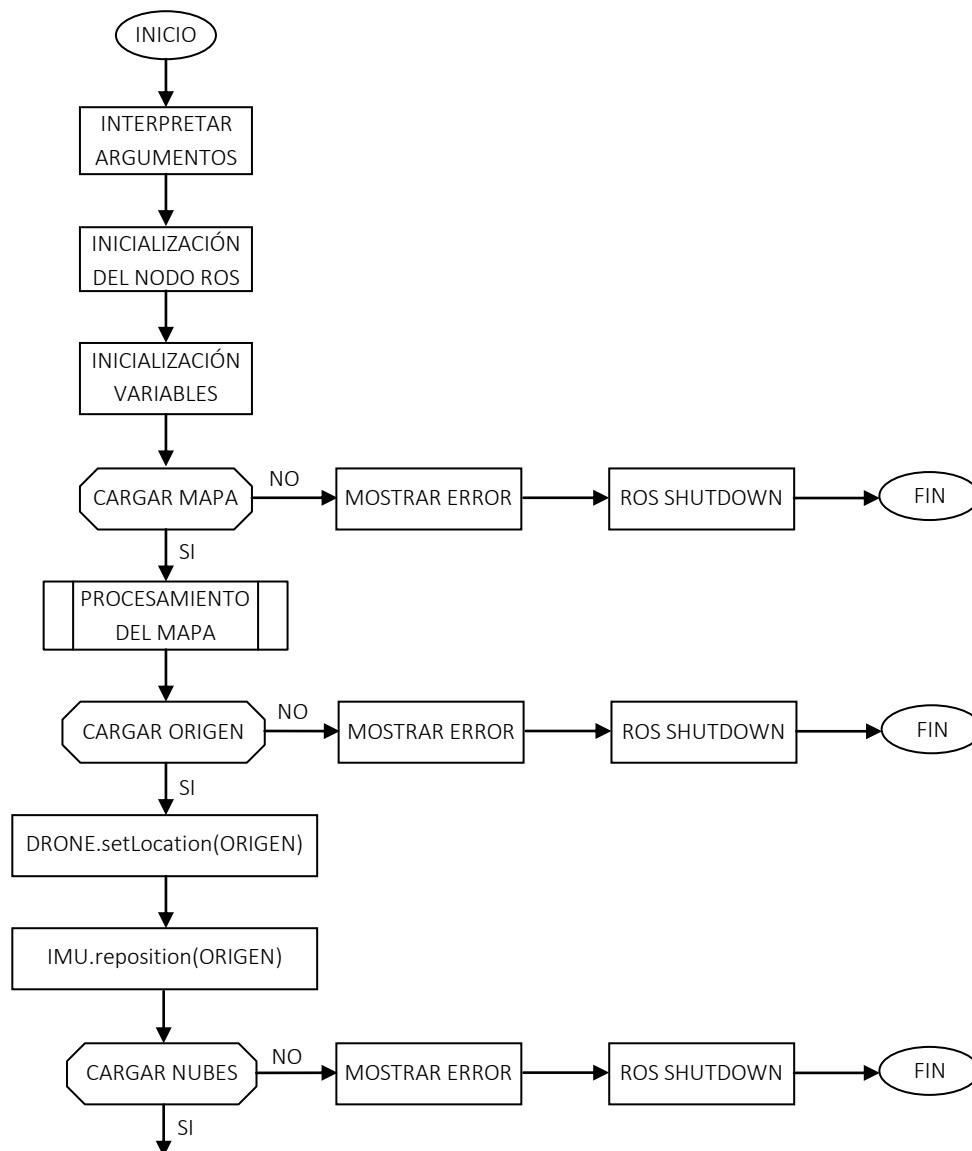 INICIO
INTERPRETAR
ARGUMENTOS
INICIALIZACIÓN
DEL NODO ROS
INICIALIZACIÓN
VARIABLES
CARGAR MAPA
NO
MOSTRAR ERROR
ROS SHUTDOWN
FIN
SI
PROCESAMIENTO
DEL MAPA
CARGAR ORIGEN
NO
MOSTRAR ERROR
ROS SHUTDOWN
FIN
SI
DRONE.setLocation(ORIGEN)
IMU.reposition(ORIGEN)
CARGAR NUBES
NO
MOSTRAR ERROR
ROS SHUTDOWN
FIN
SI